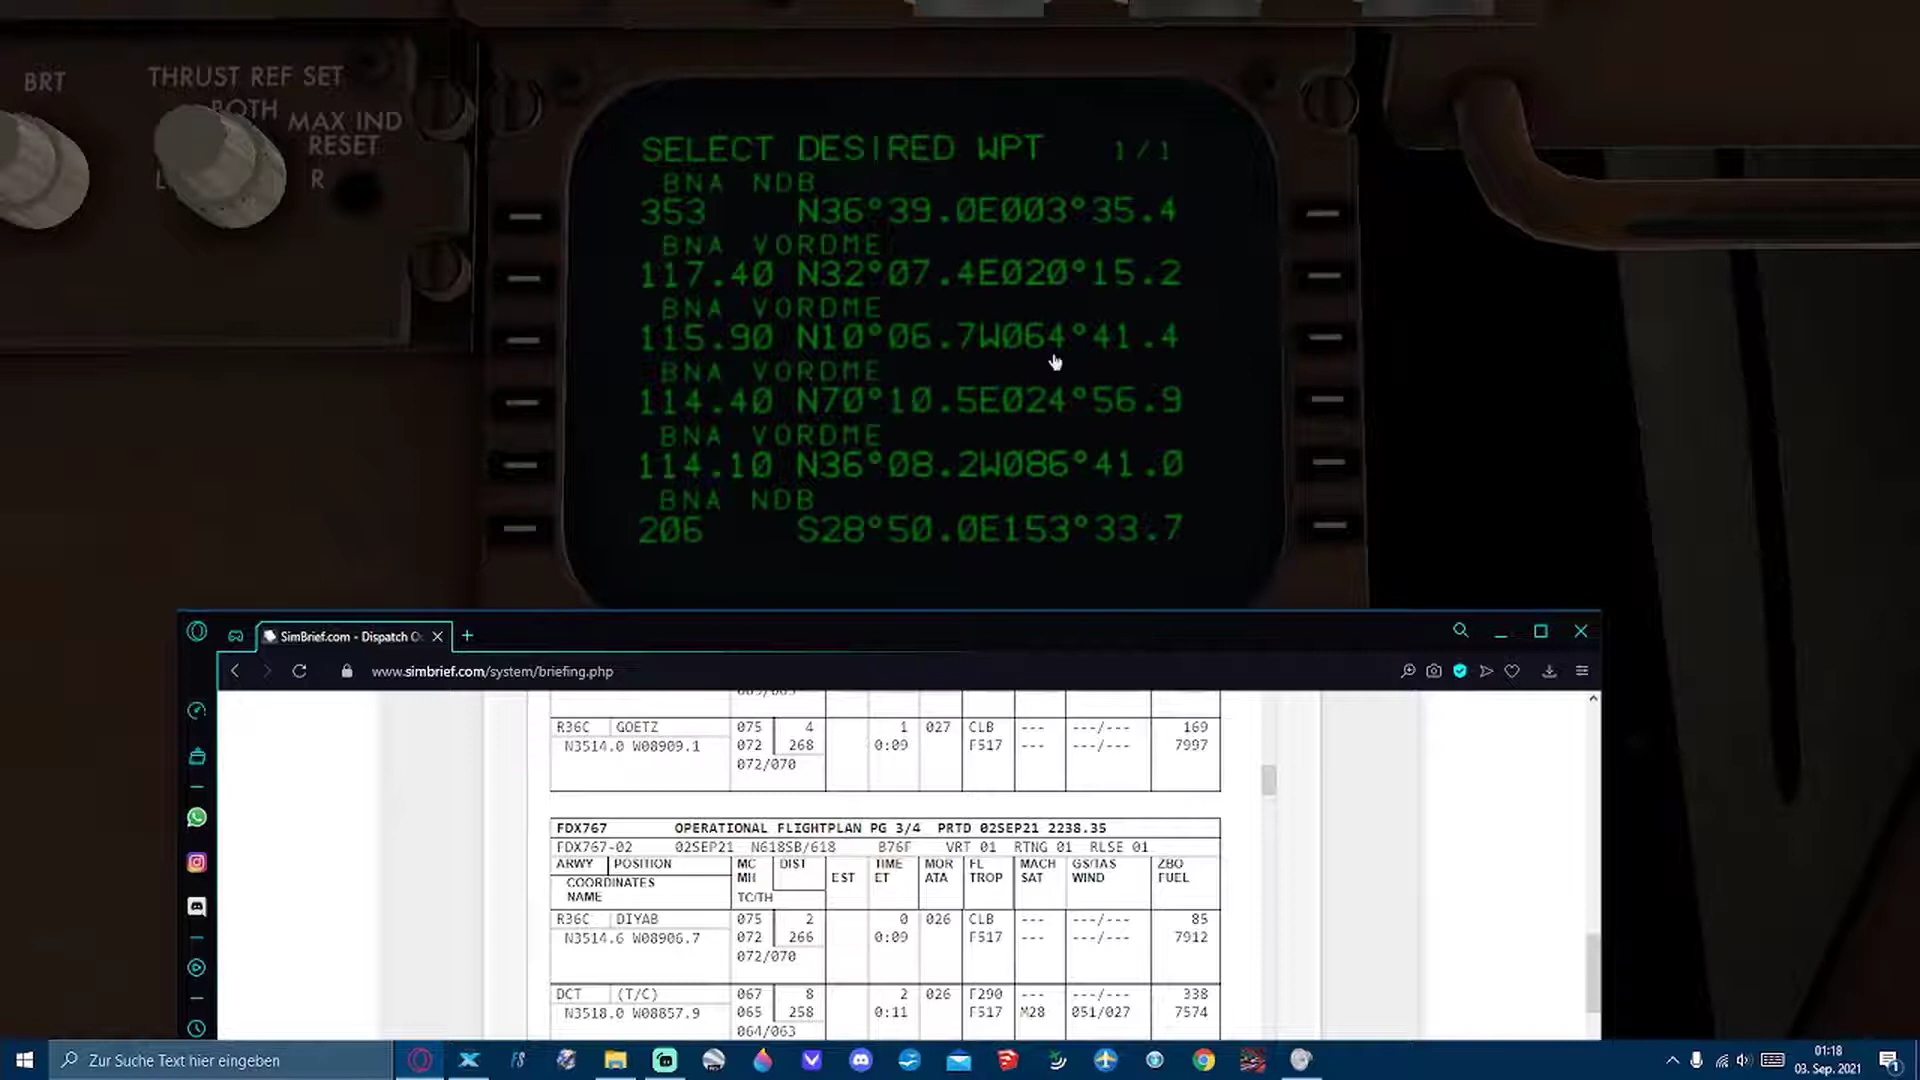 BRT
THRUST REF SET
BOTH
MAX IND
RESET
R
SELECT DESIRED WPT 1/1
BNA NDB
353 N36°39.0E003°35.4
BNA VORDME
117.40 N32°07.4E020°15.2
BNA VORDME
115.90 N10°06.7W064°41.4
BNA VORDME
114.40 N70°10.5E024°56.9
BNA VORDME
114.10 N36°08.2W086°41.0
BNA NDB
206 S28°50.0E153°33.7
SimBrief.com - Dispatch O
www.simbrief.com/system/briefing.php
R36C GOETZ 075 4 1 027 CLB --- ---/--- 169
N3514.0 W08909.1 072 268 0:09 F517 --- ---/--- 7997
072/070
FDX767 OPERATIONAL FLIGHTPLAN PG 3/4 PRTD 02SEP21 2238.35
FDX767-02 02SEP21 N618SB/618 B76F VRT 01 RTNG 01 RLSE 01
ARWY POSITION MC DIST TIME MOR FL MACH GS/TAS ZBO
COORDINATES MH EST ET ATA TROP SAT WIND FUEL
NAME TC/TH
R36C DIYAB 075 2 0 026 CLB --- ---/--- 85
N3514.6 W08906.7 072 266 0:09 F517 --- ---/--- 7912
072/070
DCT (T/C) 067 8 2 026 F290 --- ---/--- 338
N3518.0 W08857.9 065 258 0:11 F517 M28 051/027 7574
064/063
Zur Suche Text hier eingeben
01:18
03. Sep. 2021